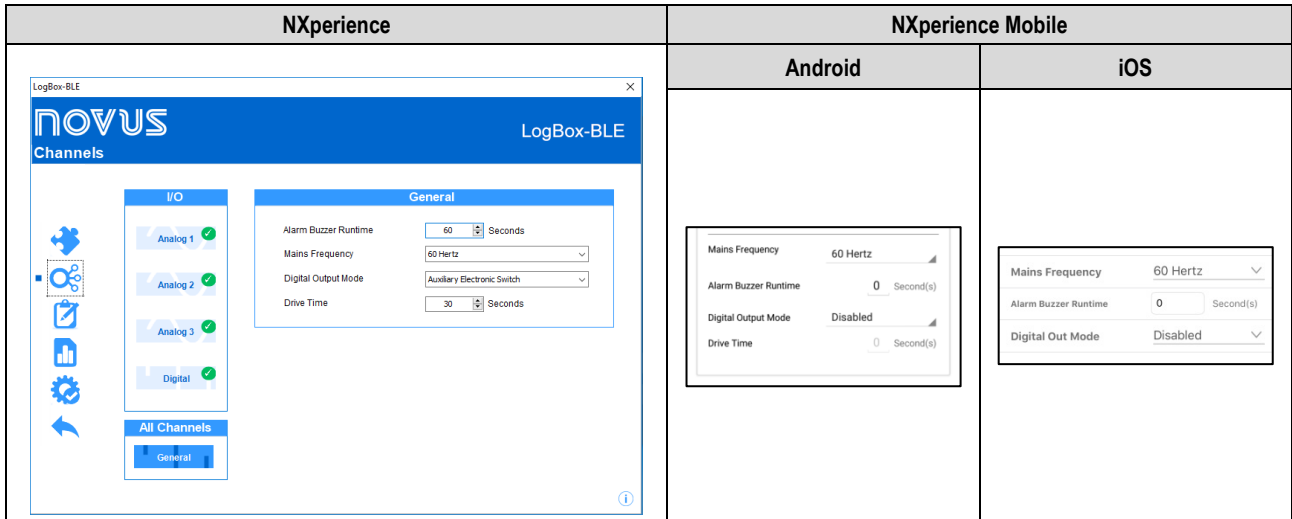 NXperience
NXperience Mobile
Android
iOS
LogBox-BLE
NOVUS
LogBox-BLE
Channels
I/O
Analog 1
Analog 2
Analog 3
Digital
All Channels
General
General
Alarm Buzzer Runtime 60 Seconds
Mains Frequency 60 Hertz
Digital Output Mode Auxiliary Electronic Switch
Drive Time 30 Seconds
Mains Frequency 60 Hertz
Alarm Buzzer Runtime 0 Second(s)
Digital Output Mode Disabled
Drive Time 0 Second(s)
Mains Frequency 60 Hertz
Alarm Buzzer Runtime 0 Second(s)
Digital Out Mode Disabled